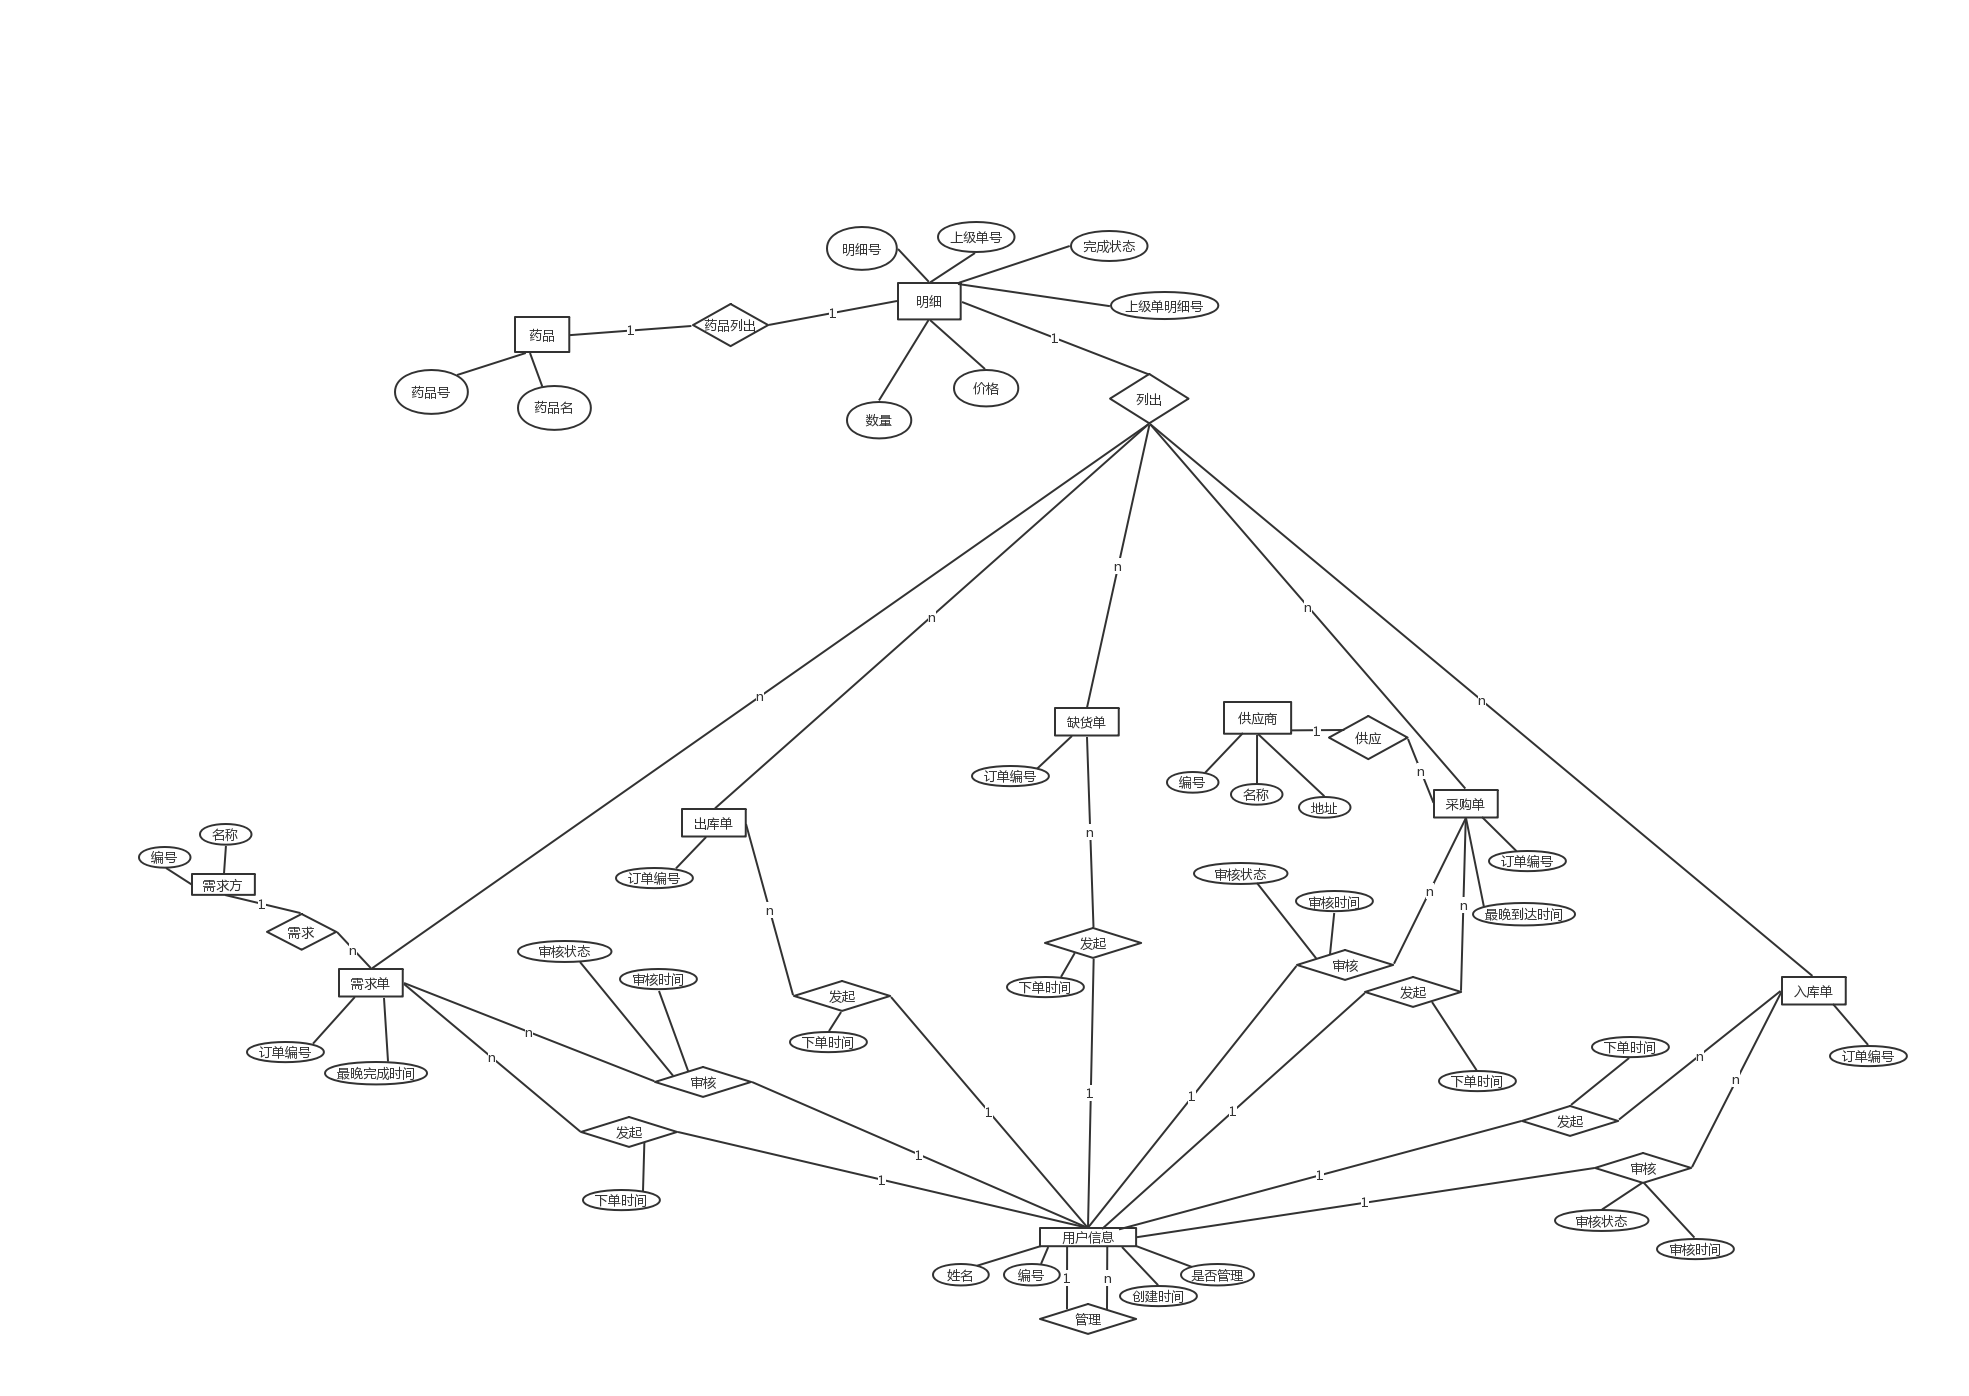 上级单号
完成状态
明细号
明细
上级单明细号
1
药品列出
药品
1
1
药品号
药品名
价格
数量
列出
n
n
n
n
n
缺货单
供应商
1
供应
订单编号
编号
名称
地址
n
采购单
出库单
订单编号
n
名称
编号
需求方
1
需求
n
需求单
订单编号
n
订单编号
最晚到达时间
审核状态
审核时间
n
n
审核
发起
发起
下单时间
审核状态
审核时间
发起
下单时间
入库单
订单编号
订单编号
最晚完成时间
n
n
审核
发起
下单时间
下单时间
下单时间
n
n
发起
审核
审核状态
审核时间
1
1
1
1
1
1
1
1
用户信息
姓名
编号
1
n
创建时间
是否管理
管理